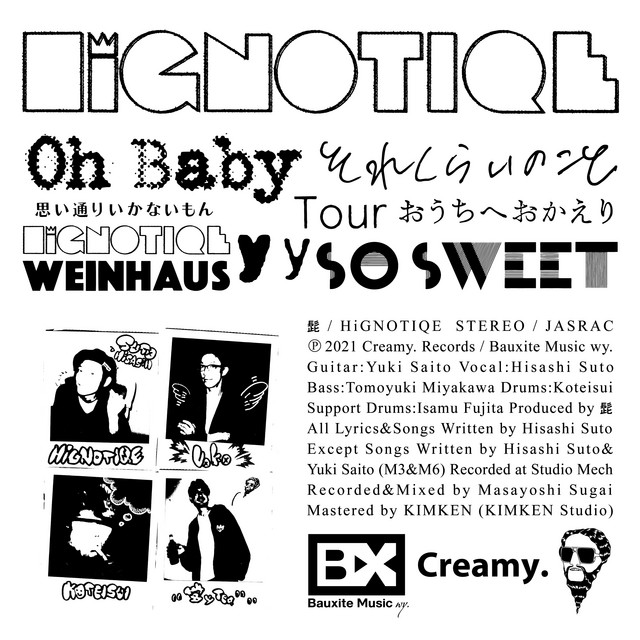 HiGNOTIQE
Oh Baby それくらいのこと
思い通りいかないもん Tour おうちへおかえり
HiGNOTIQE
WEINHAUS y y SO SWEET
SUTO
HISASHI
HiGNOTIQE
KOTEISUI
髭 / HiGNOTIQE STEREO / JASRAC
Ⓟ 2021 Creamy. Records / Bauxite Music wy.
Guitar:Yuki Saito Vocal:Hisashi Suto
Bass:Tomoyuki Miyakawa Drums:Koteisui
Support Drums:Isamu Fujita Produced by 髭
All Lyrics&Songs Written by Hisashi Suto
Except Songs Written by Hisashi Suto&
Yuki Saito (M3&M6) Recorded at Studio Mech
Recorded&Mixed by Masayoshi Sugai
Mastered by KIMKEN (KIMKEN Studio)
BX
Bauxite Music wy.
Creamy.